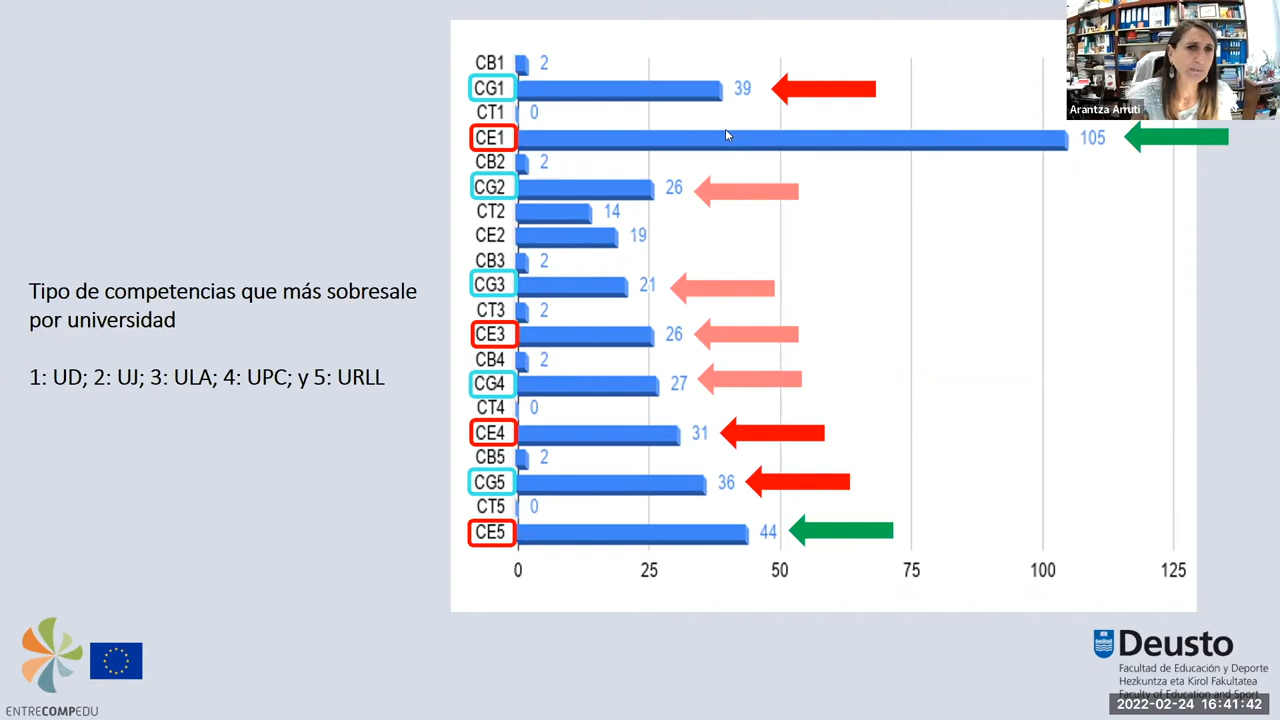 Arantza Arruti
CB1 2
CG1 39
CT1 0
CE1 105
CB2 2
CG2 26
CT2 14
CE2 19
CB3 2
CG3 21
CT3 2
CE3 26
CB4 2
CG4 27
CT4 0
CE4 31
CB5 2
CG5 36
CT5 0
CE5 44
0 25 50 75 100 125
Tipo de competencias que más sobresale
por universidad
1: UD; 2: UJ; 3: ULA; 4: UPC; y 5: URLL
ENTRECOMPEDU
Deusto
Facultad de Educación y Deporte
Hezkuntza eta Kirol Fakultatea
Faculty of Education and Sport
2022-02-24 16:41:42